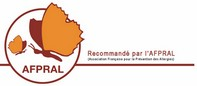 Recommandé par l'AFPRAL
(Association Française pour la Prévention des Allergies)
AFPRAL